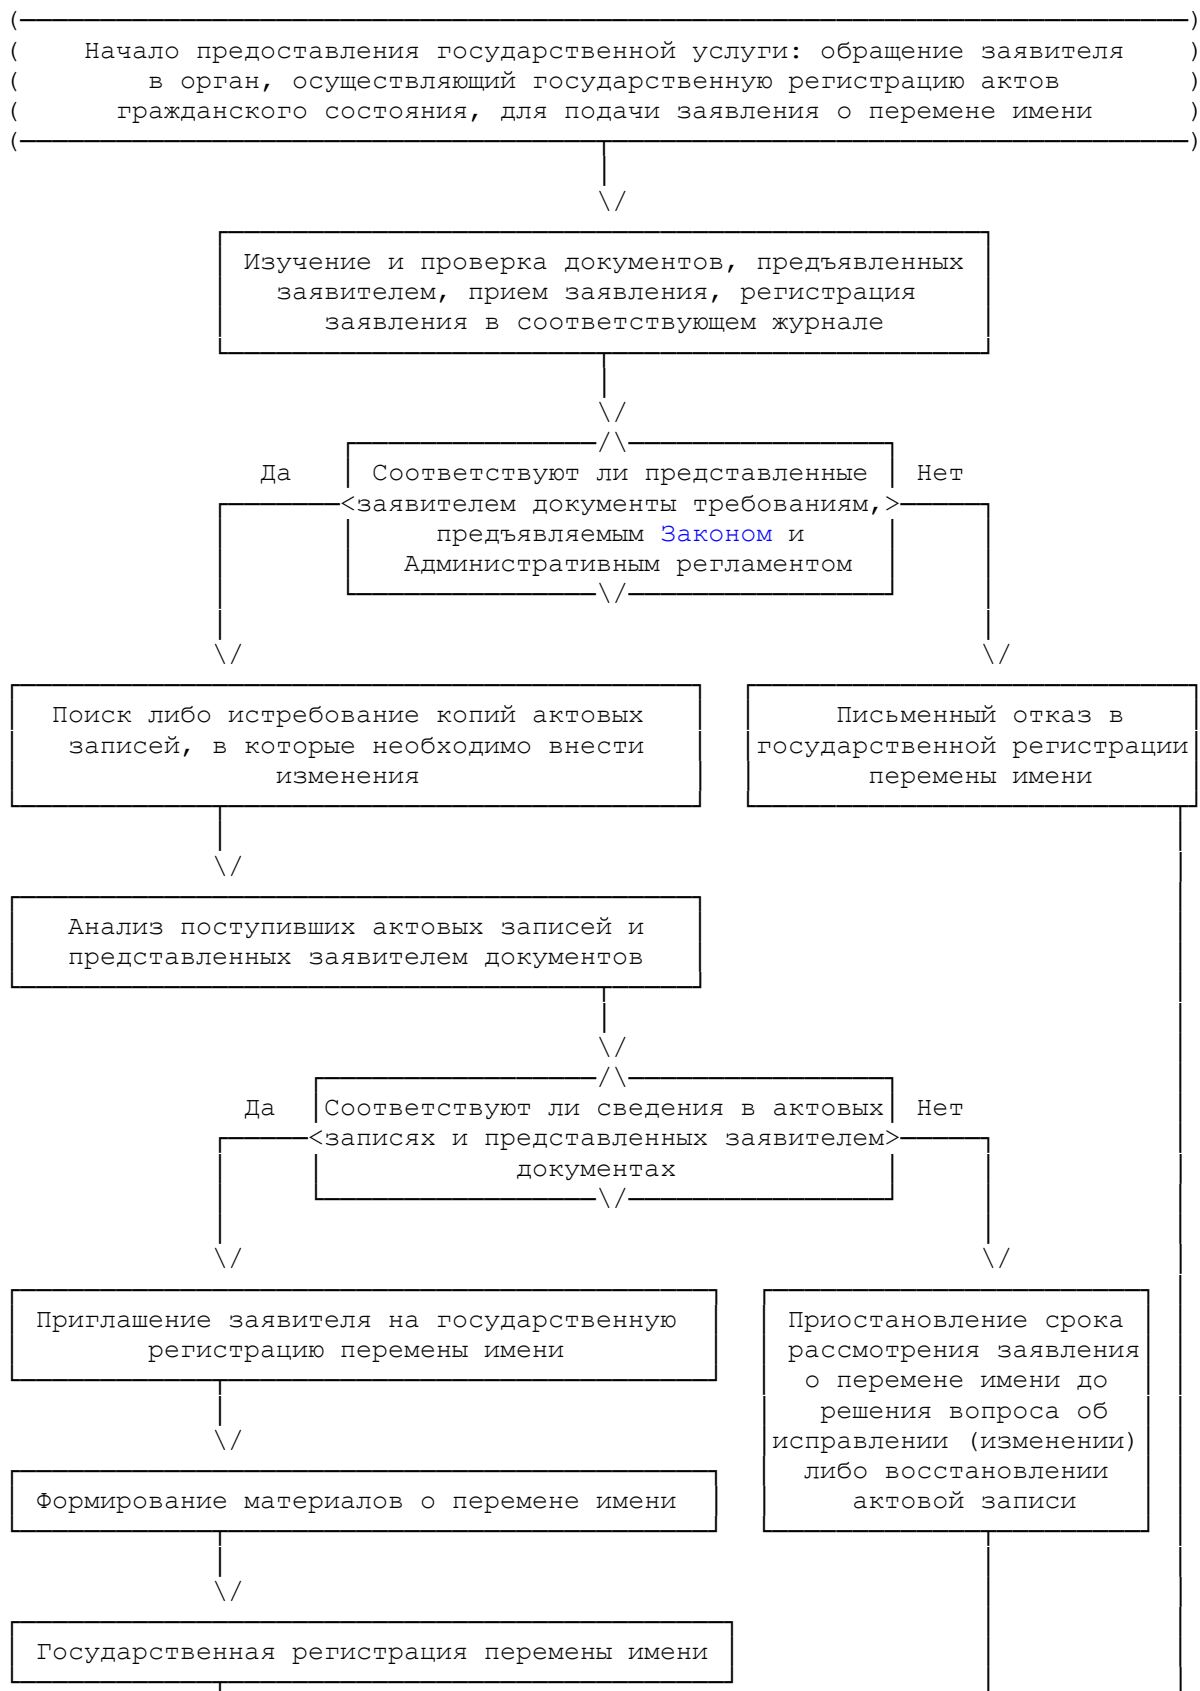 Начало предоставления государственной услуги: обращение заявителя
в орган, осуществляющий государственную регистрацию актов
гражданского состояния, для подачи заявления о перемене имени
Изучение и проверка документов, предъявленных
заявителем, прием заявления, регистрация
заявления в соответствующем журнале
Да
Соответствуют ли представленные
заявителем документы требованиям,
предъявляемым Законом и
Административным регламентом
Нет
Поиск либо истребование копий актовых
записей, в которые необходимо внести
изменения
Письменный отказ в
государственной регистрации
перемены имени
Анализ поступивших актовых записей и
представленных заявителем документов
Да
Соответствуют ли сведения в актовых
записях и представленных заявителем
документах
Нет
Приглашение заявителя на государственную
регистрацию перемены имени
Приостановление срока
рассмотрения заявления
о перемене имени до
решения вопроса об
исправлении (изменении)
либо восстановлении
актовой записи
Формирование материалов о перемене имени
Государственная регистрация перемены имени